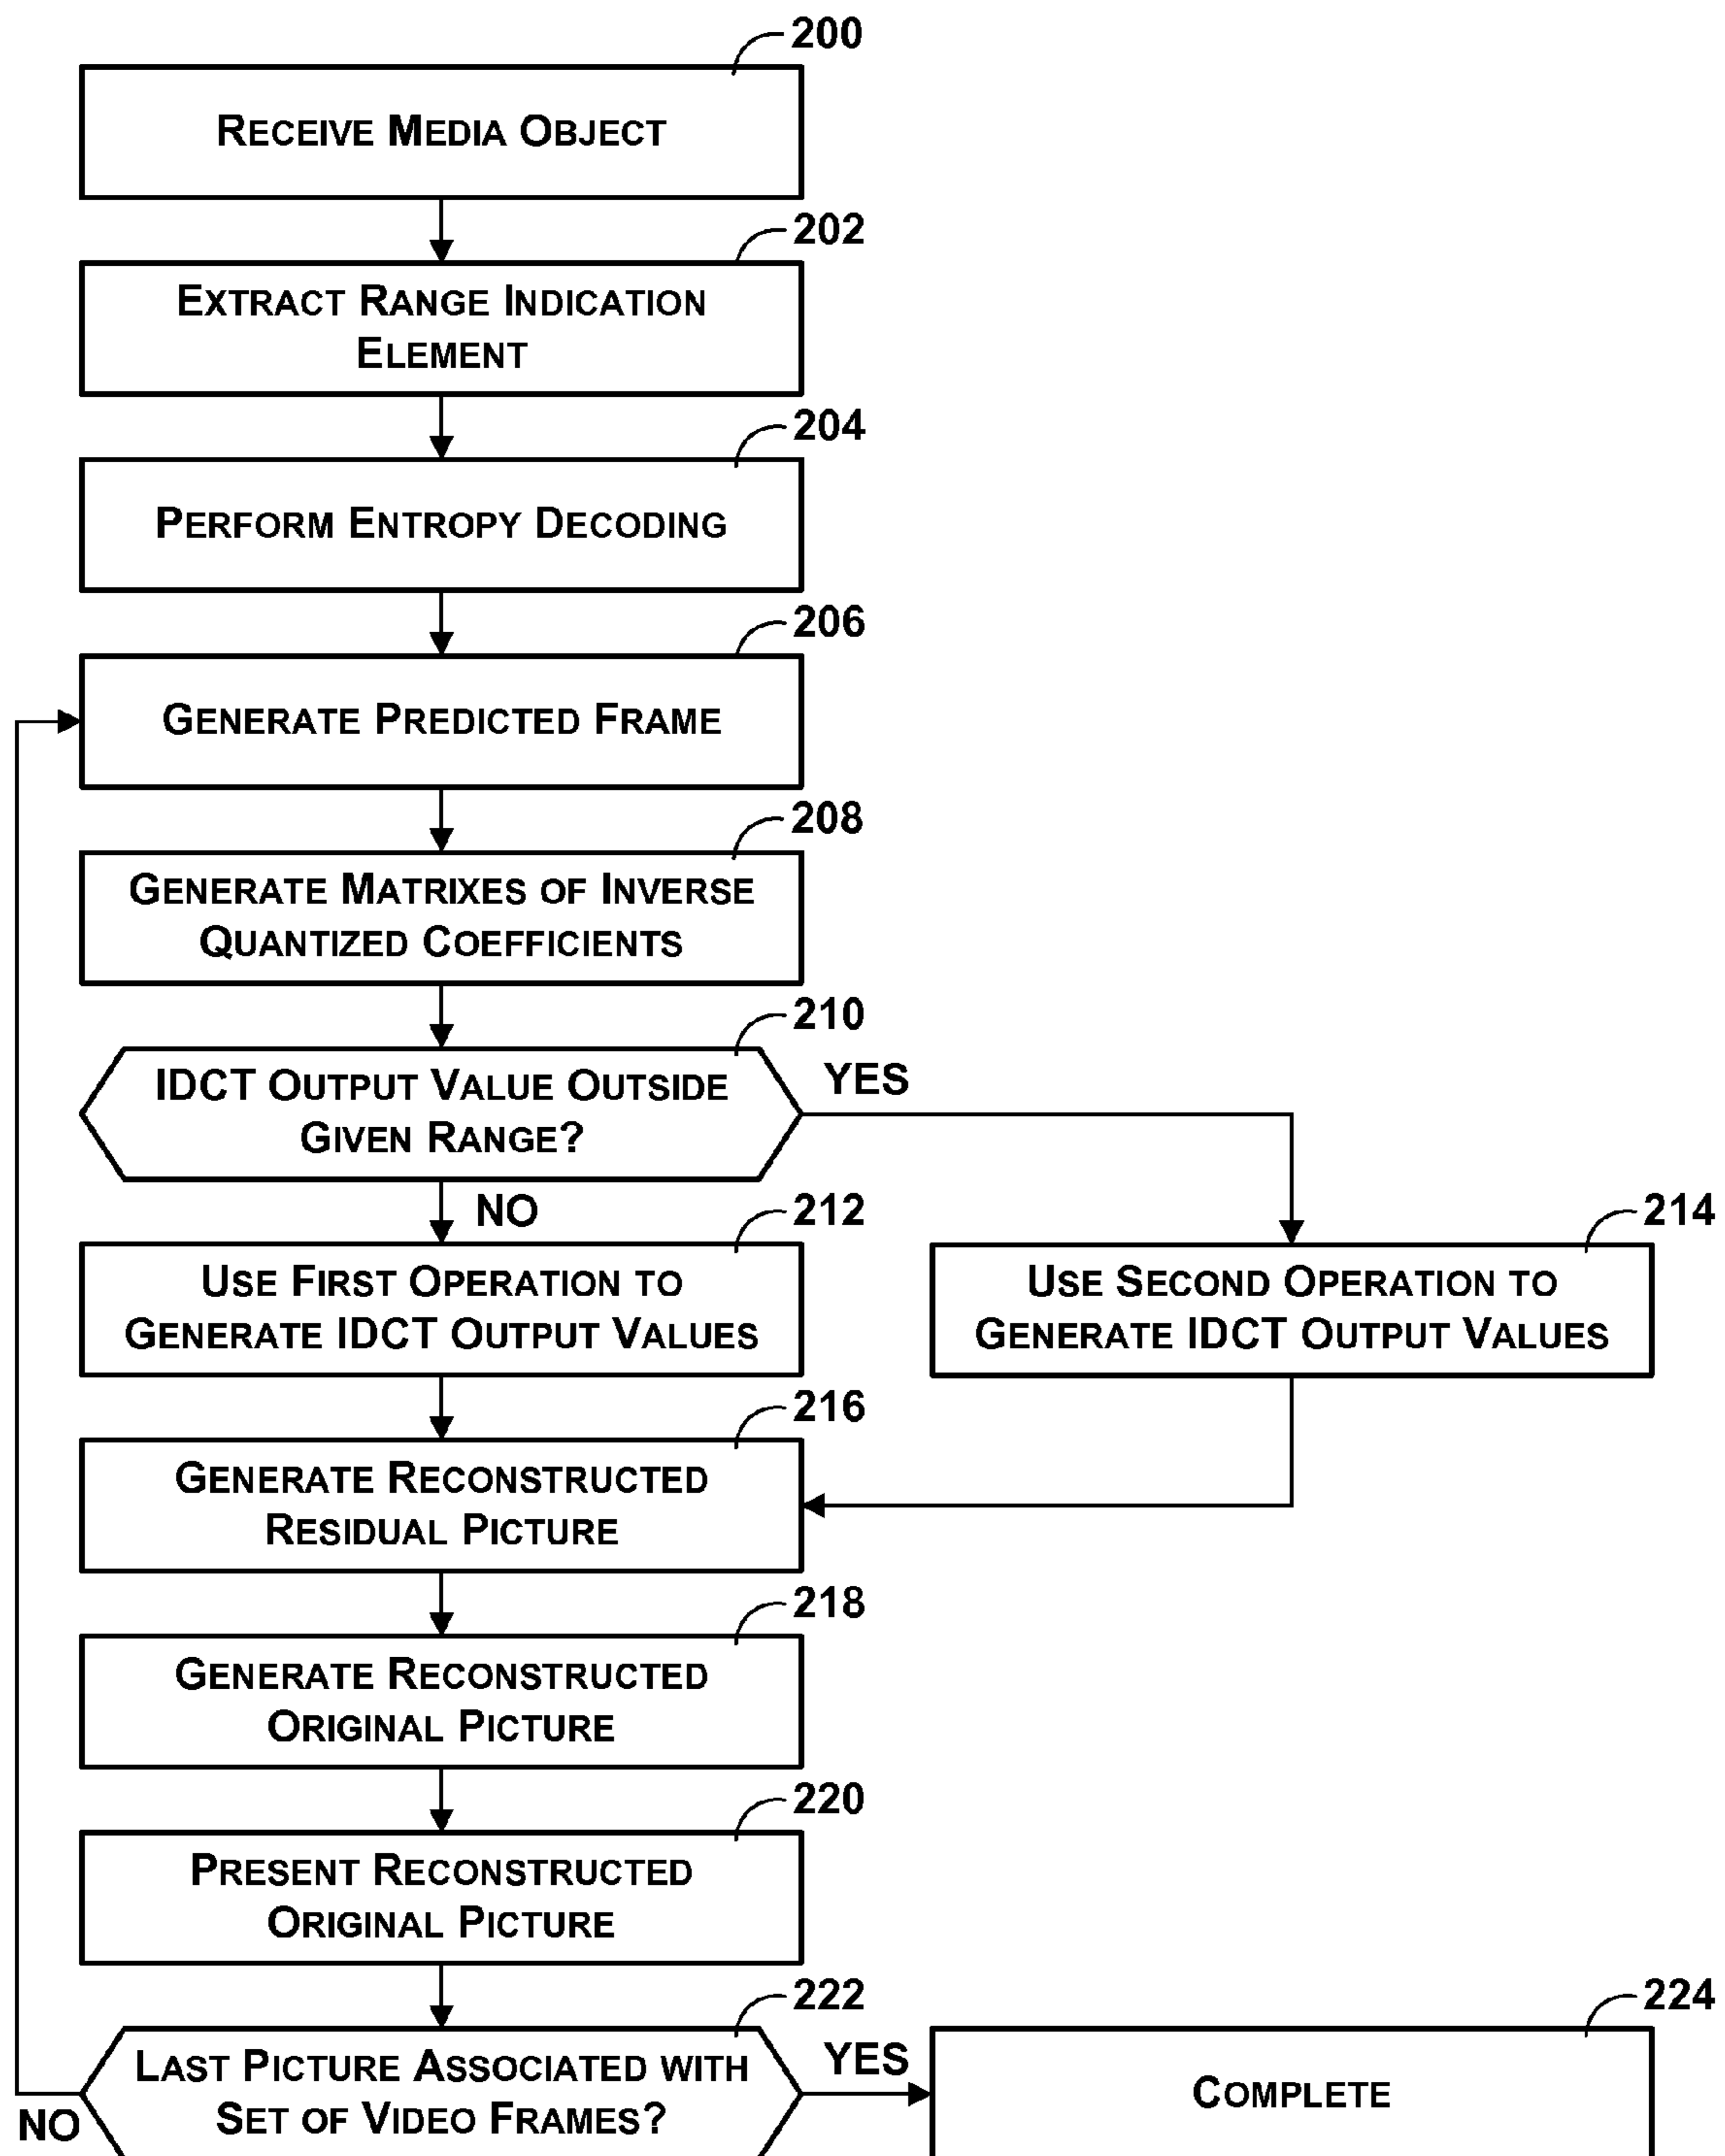 200
RECEIVE MEDIA OBJECT
202
EXTRACT RANGE INDICATION
ELEMENT
204
PERFORM ENTROPY DECODING
206
GENERATE PREDICTED FRAME
208
GENERATE MATRIXES OF INVERSE
QUANTIZED COEFFICIENTS
210
IDCT OUTPUT VALUE OUTSIDE
GIVEN RANGE?
YES
NO
212
USE FIRST OPERATION TO
GENERATE IDCT OUTPUT VALUES
214
USE SECOND OPERATION TO
GENERATE IDCT OUTPUT VALUES
216
GENERATE RECONSTRUCTED
RESIDUAL PICTURE
218
GENERATE RECONSTRUCTED
ORIGINAL PICTURE
220
PRESENT RECONSTRUCTED
ORIGINAL PICTURE
222
LAST PICTURE ASSOCIATED WITH
SET OF VIDEO FRAMES?
YES
NO
224
COMPLETE